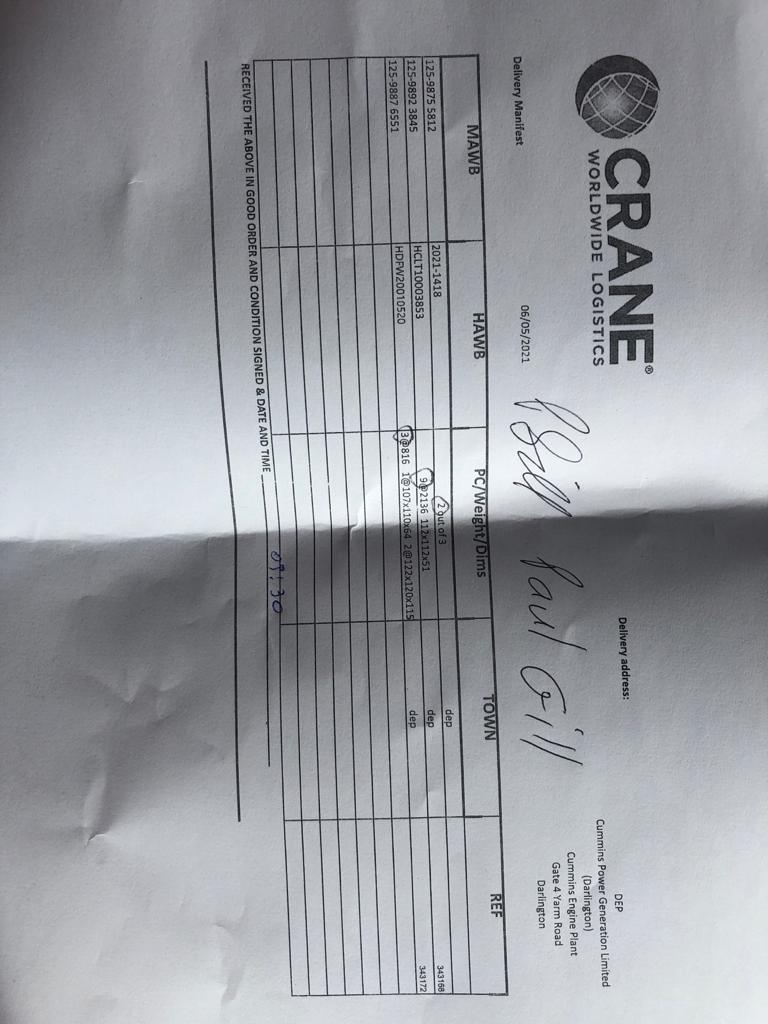 CRANE®
WORLDWIDE LOGISTICS
Delivery Manifest 06/05/2021
Delivery address:
DEP
Cummins Power Generation Limited
(Darlington)
Cummins Engine Plant
Gate 4 Yarm Road
Darlington
PGill Paul Gill
MAWB HAWB PC/Weight/Dims TOWN REF
125-9875 5812 2021-1418 2 out of 3 dep 343168
125-9892 3845 HCLT10003853 9@2136 112x112x51 dep 343172
125-9887 6551 HDFW20010520 3@816 1@107x110x64 2@122x120x115 dep
RECEIVED THE ABOVE IN GOOD ORDER AND CONDITION SIGNED & DATE AND TIME 09:30